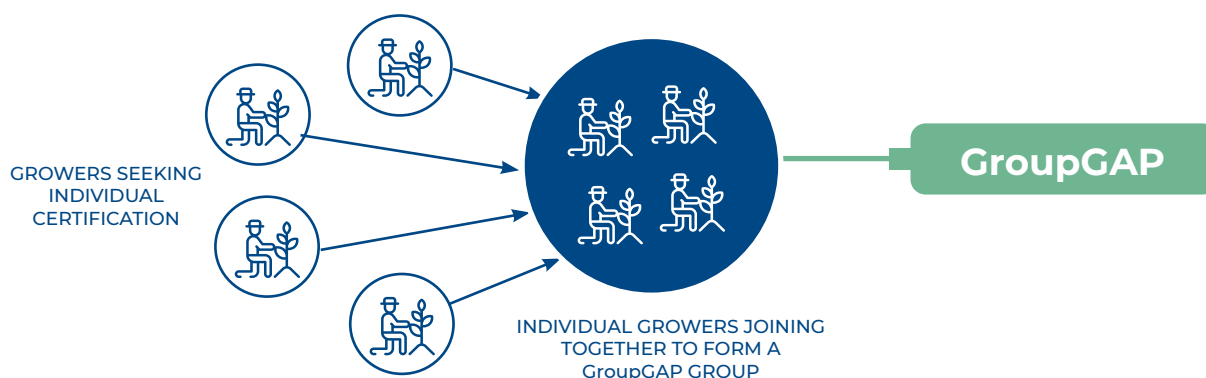 GROWERS SEEKING
INDIVIDUAL
CERTIFICATION
INDIVIDUAL GROWERS JOINING
TOGETHER TO FORM A
GroupGAP GROUP
GroupGAP